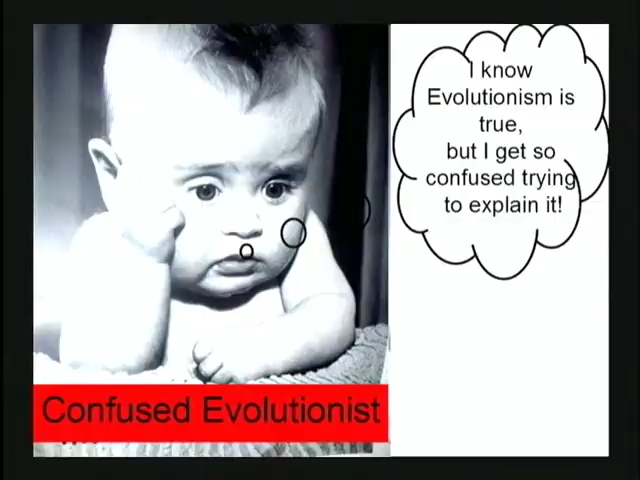 I know
Evolutionism is
true,
but I get so
confused trying
to explain it!
Confused Evolutionist